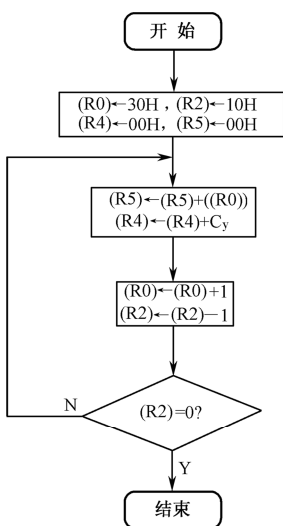 开 始
(R0)←30H , (R2)←10H
(R4)←00H, (R5)←00H
(R5)←(R5)+((R0))
(R4)←(R4)+Cy
(R0)←(R0)+1
(R2)←(R2)−1
(R2)=0?
N
Y
结束